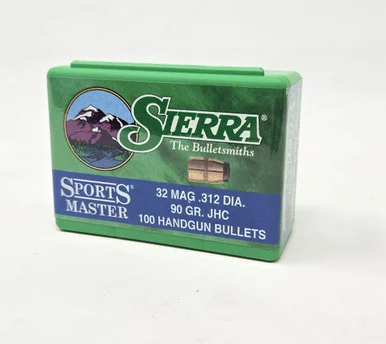 SIERRA®
The Bulletsmiths
SPORTS®
MASTER
32 MAG .312 DIA.
90 GR. JHC
100 HANDGUN BULLETS